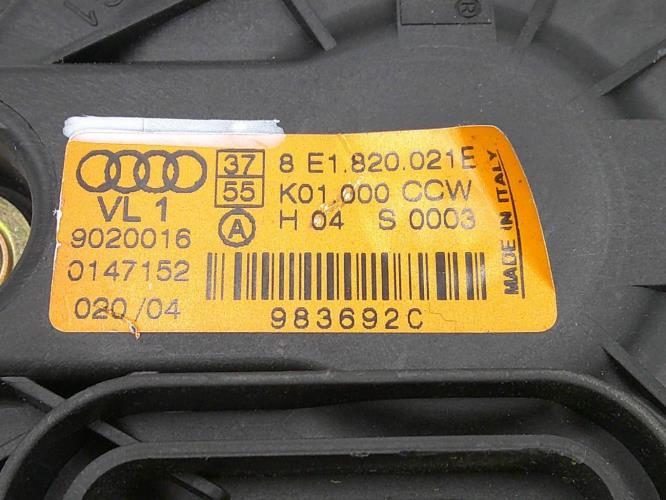 37 8 E1.820.021E
55 K01.000 CCW
VL 1
A H 04 S 0003
9020016
0147152
020/04
983692C
MADE IN ITALY